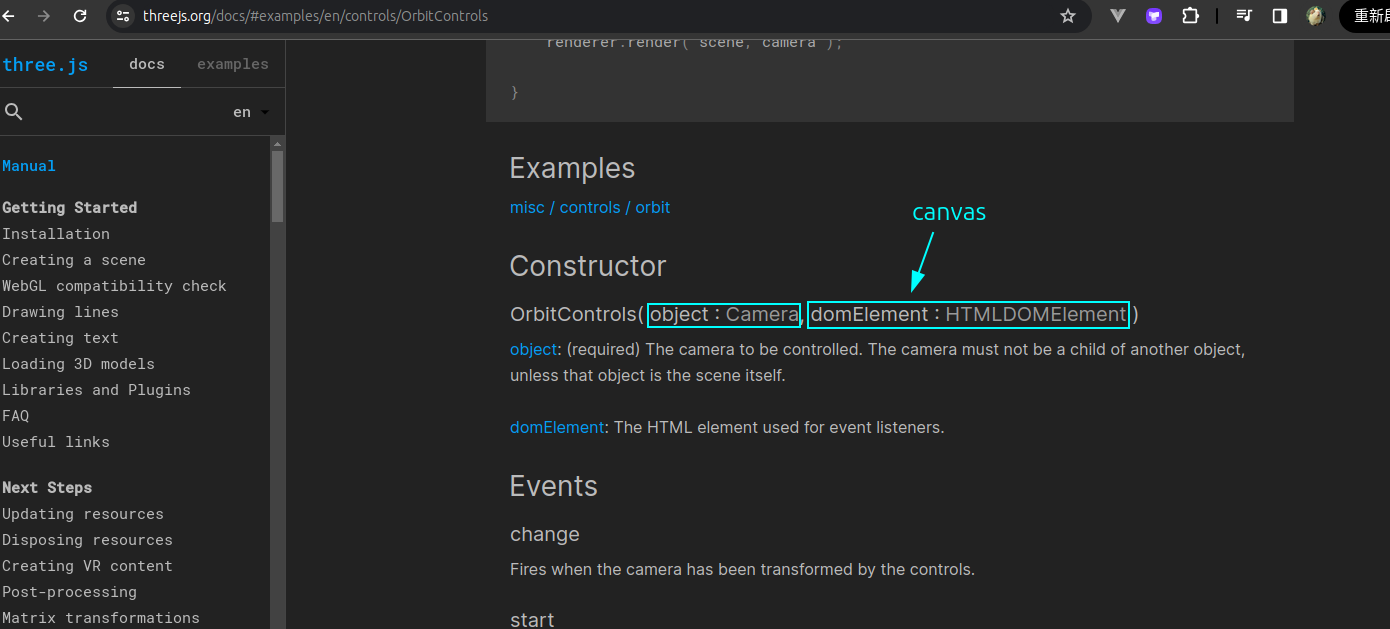 threejs.org/docs/#examples/en/controls/OrbitControls
重新
three.js docs examples
en
Manual
Getting Started
Installation
Creating a scene
WebGL compatibility check
Drawing lines
Creating text
Loading 3D models
Libraries and Plugins
FAQ
Useful links
Next Steps
Updating resources
Disposing resources
Creating VR content
Post-processing
Matrix transformations
renderer.render( scene, camera );
}
Examples
misc / controls / orbit
canvas
Constructor
OrbitControls( object : Camera, domElement : HTMLDOMElement )
object: (required) The camera to be controlled. The camera must not be a child of another object,
unless that object is the scene itself.
domElement: The HTML element used for event listeners.
Events
change
Fires when the camera has been transformed by the controls.
start